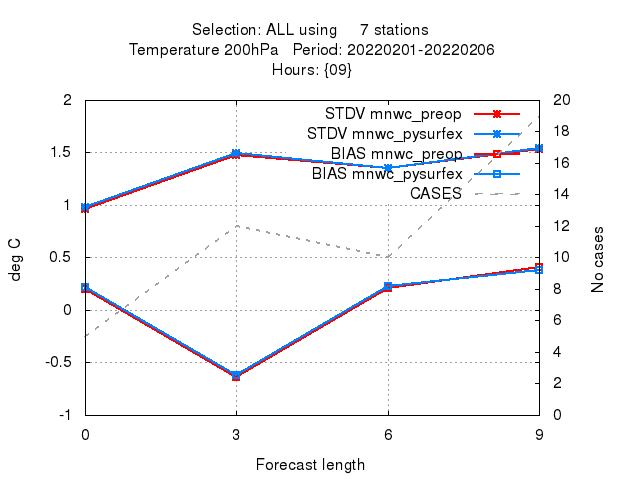 Selection: ALL using 7 stations
Temperature 200hPa Period: 20220201-20220206
Hours: {09}
STDV mnwc_preop
STDV mnwc_pysurfex
BIAS mnwc_preop
BIAS mnwc_pysurfex
CASES
2
1.5
1
0.5
0
-0.5
-1
deg C
20
18
16
14
12
10
8
6
4
2
0
No cases
0 3 6 9
Forecast length